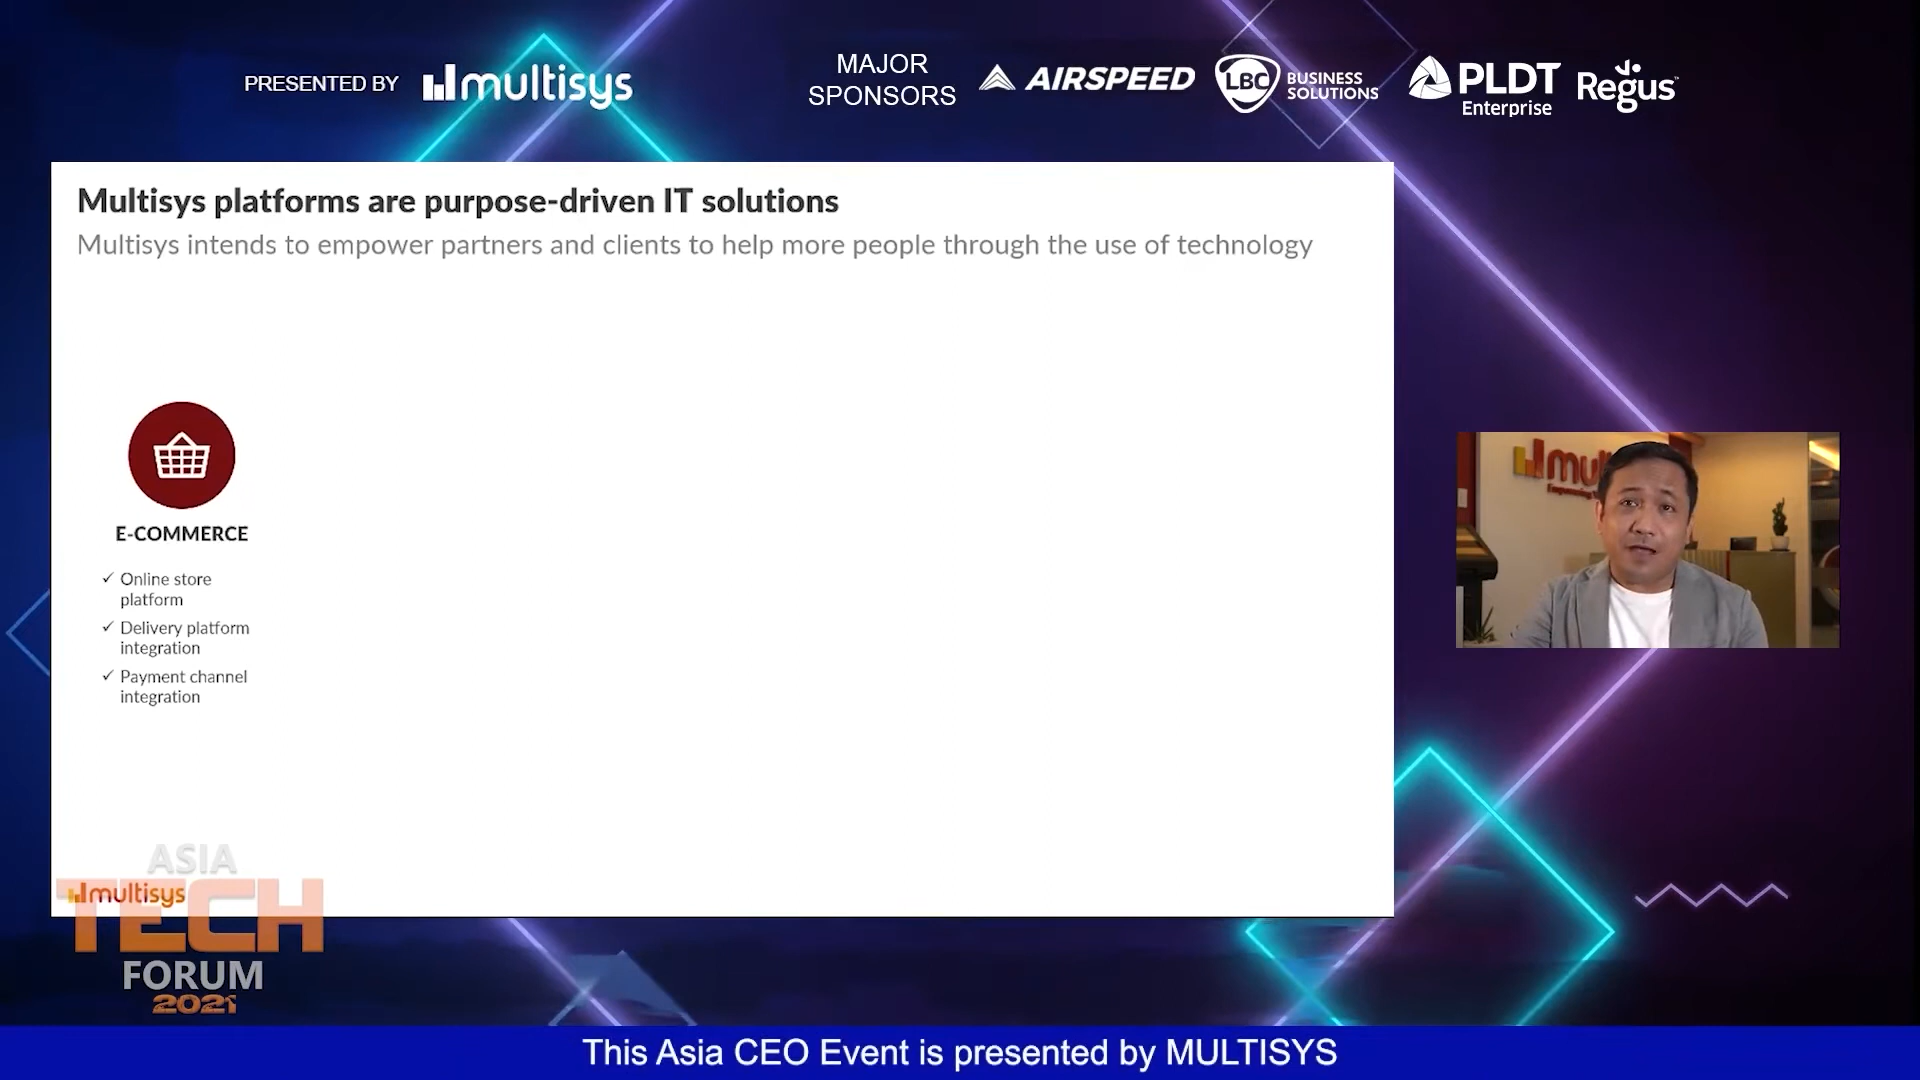 PRESENTED BY
multisys
MAJOR
SPONSORS
AIRSPEED
LBC
BUSINESS
SOLUTIONS
PLDT
Enterprise
Regus
Multisys platforms are purpose-driven IT solutions
Multisys intends to empower partners and clients to help more people through the use of technology
E-COMMERCE
✓ Online store
platform
✓ Delivery platform
integration
✓ Payment channel
integration
mul
multisys
ASIA
TECH
FORUM
2021
This Asia CEO Event is presented by MULTISYS